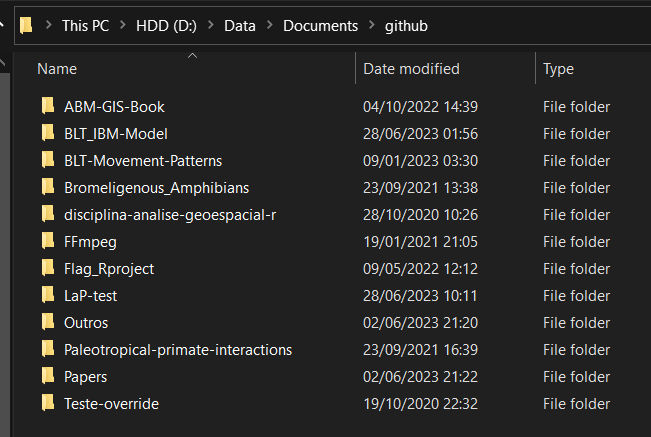 This PC > HDD (D:) > Data > Documents > github
Name Date modified Type
ABM-GIS-Book 04/10/2022 14:39 File folder
BLT_IBM-Model 28/06/2023 01:56 File folder
BLT-Movement-Patterns 09/01/2023 03:30 File folder
Bromeligenous_Amphibians 23/09/2021 13:38 File folder
disciplina-analise-geoespacial-r 28/10/2020 10:26 File folder
FFmpeg 19/01/2021 21:05 File folder
Flag_Rproject 09/05/2022 12:12 File folder
LaP-test 28/06/2023 10:11 File folder
Outros 02/06/2023 21:20 File folder
Paleotropical-primate-interactions 23/09/2021 16:39 File folder
Papers 02/06/2023 21:22 File folder
Teste-override 19/10/2020 22:32 File folder